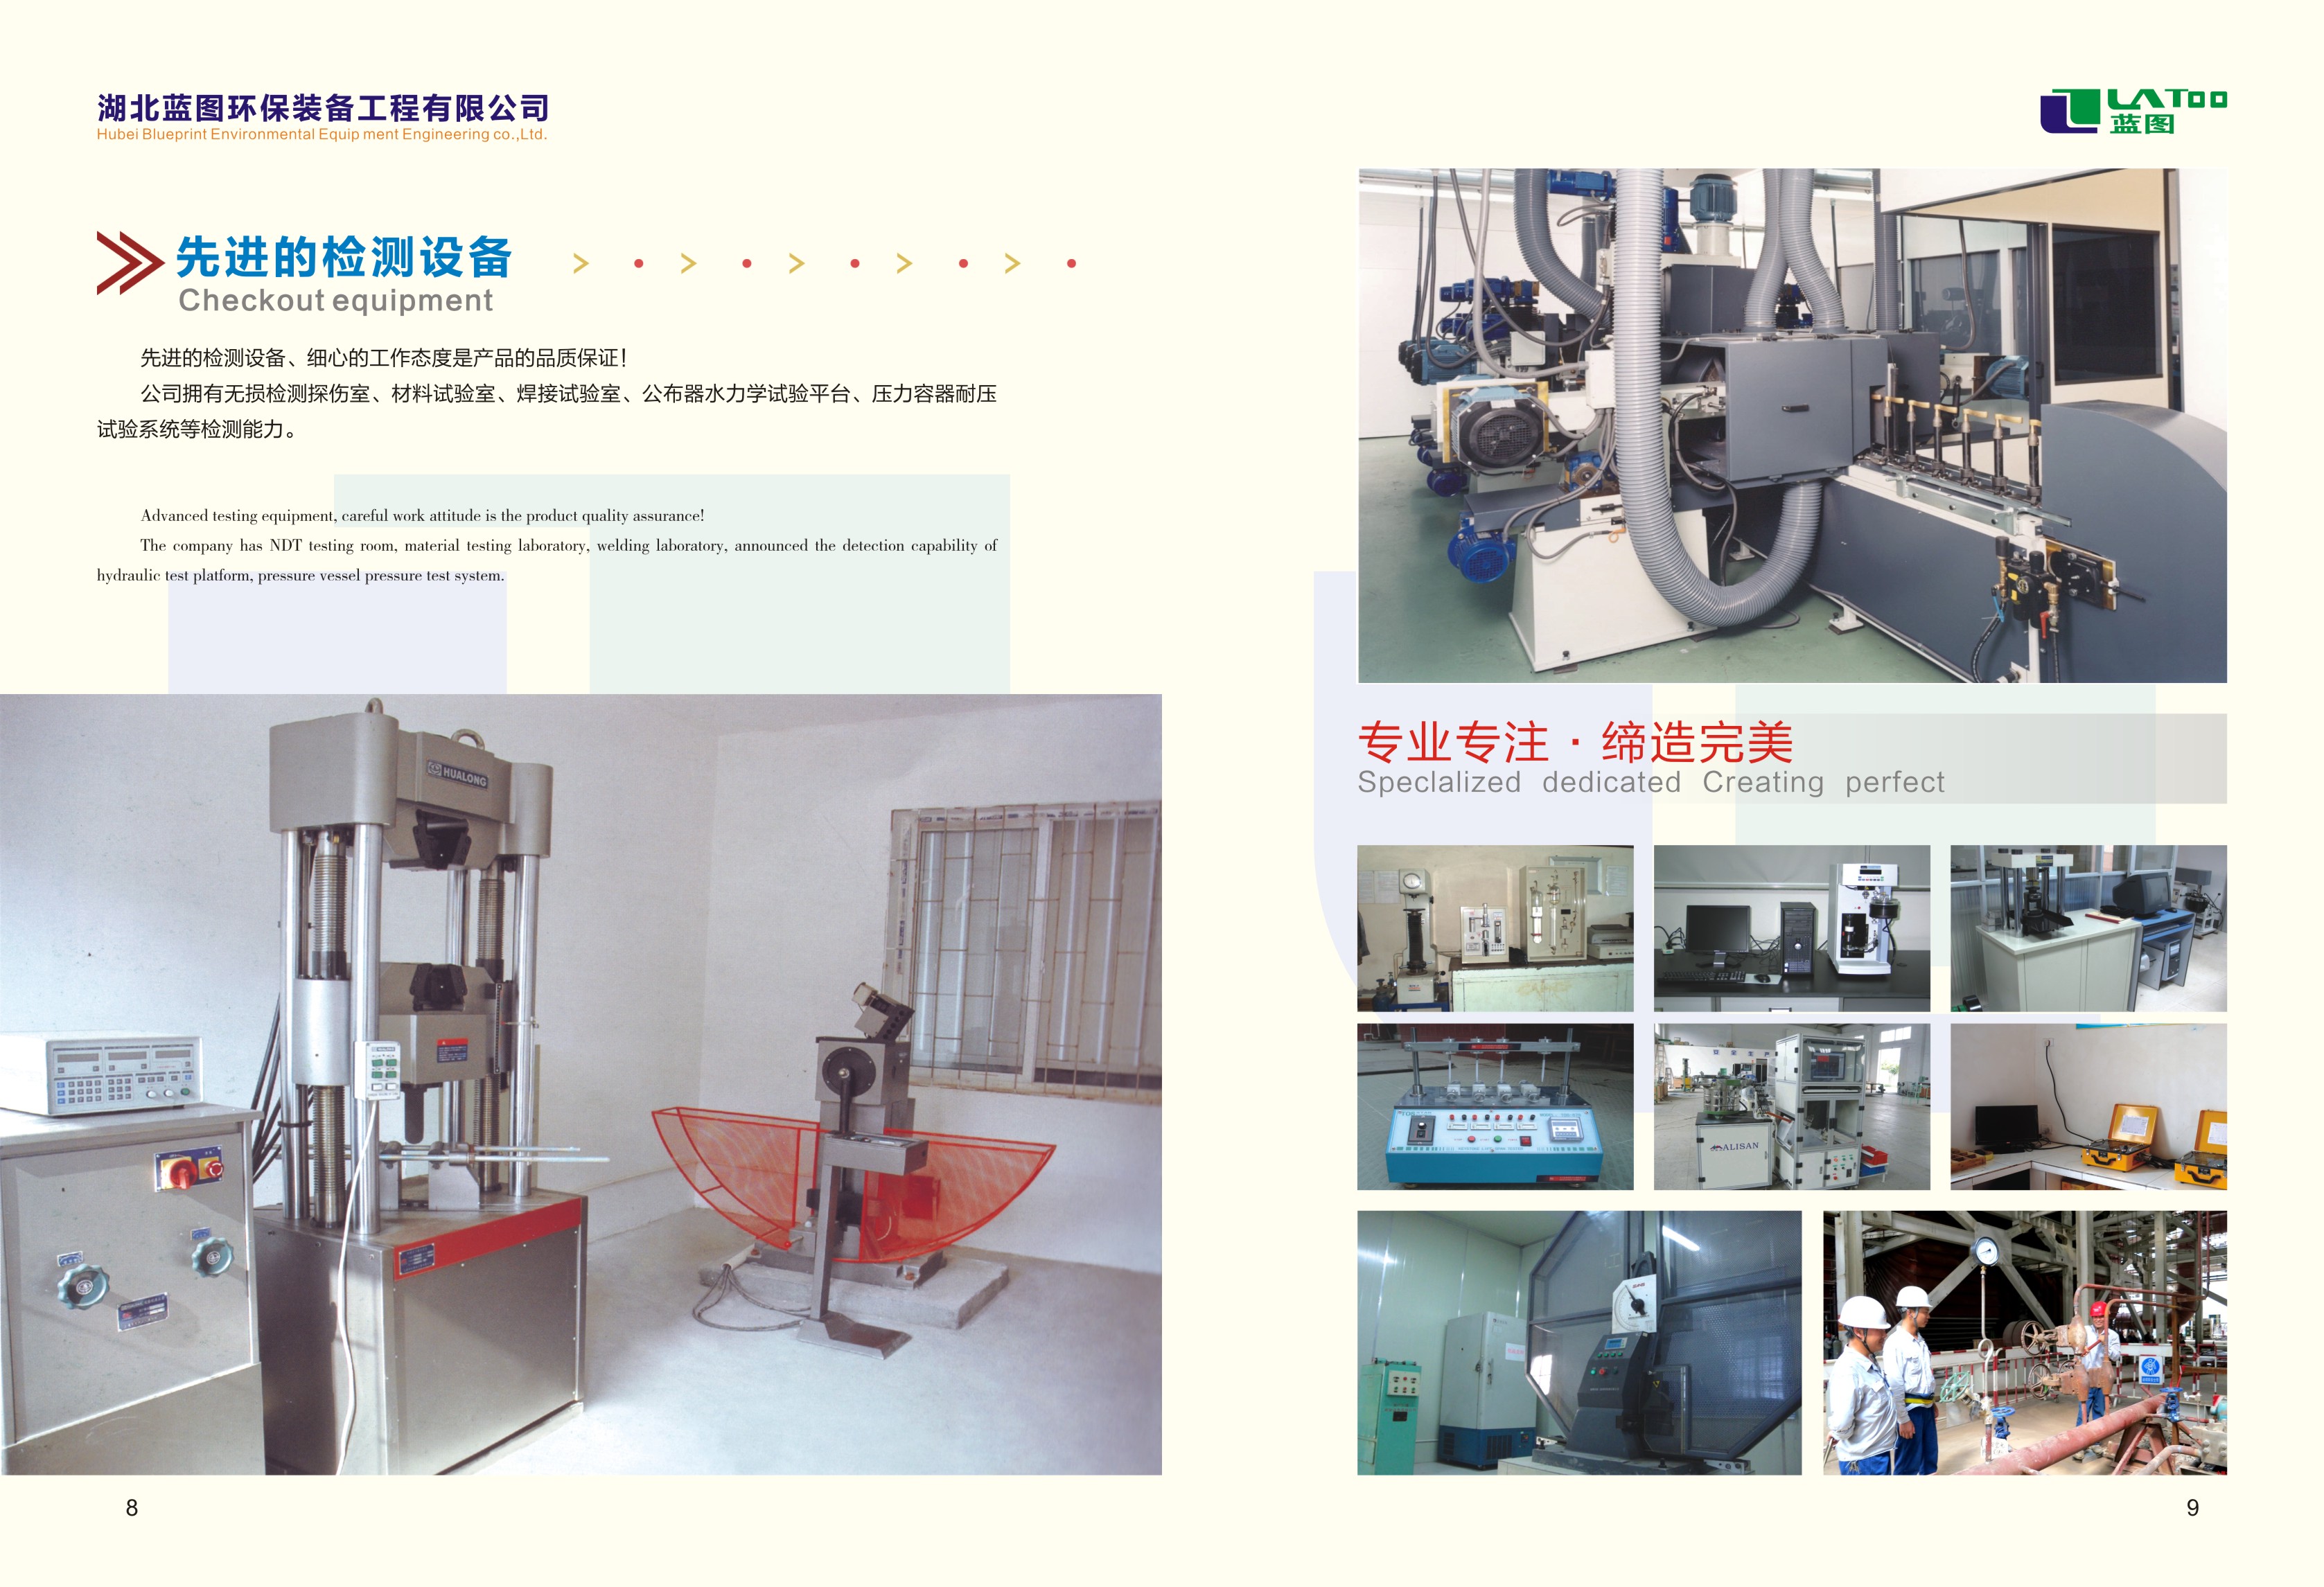 湖北蓝图环保装备工程有限公司
Hubei Blueprint Environmental Equip ment Engineering co.,Ltd.
先进的检测设备
Checkout equipment
先进的检测设备、细心的工作态度是产品的品质保证！
公司拥有无损检测探伤室、材料试验室、焊接试验室、公布器水力学试验平台、压力容器耐压
试验系统等检测能力。
Advanced testing equipment, careful work attitude is the product quality assurance!
The company has NDT testing room, material testing laboratory, welding laboratory, announced the detection capability of
hydraulic test platform, pressure vessel pressure test system.
HUALONG
8
LATOO
蓝图
专业专注·缔造完美
Speclalized dedicated Creating perfect
ALISAN
9